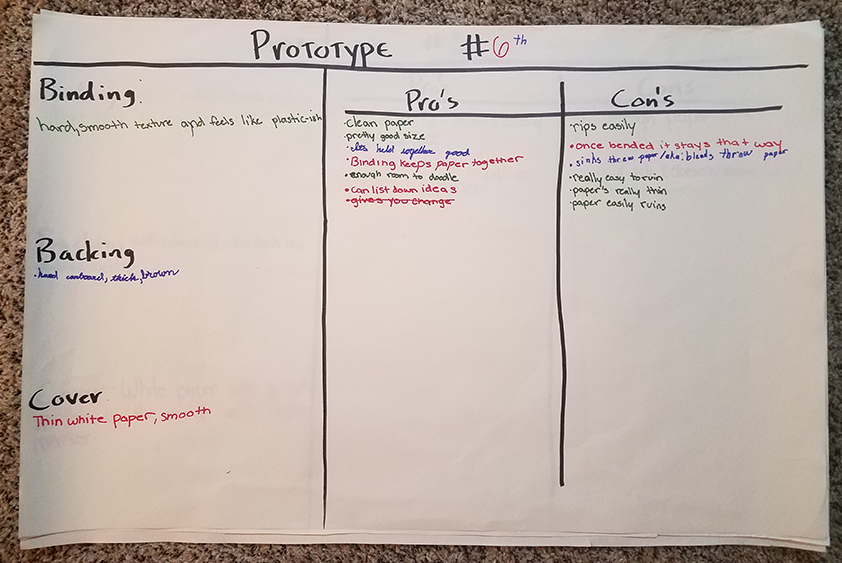 Prototype #6th
Binding:
hard, smooth texture and feels like plastic-ish
Backing
·hard cardboard, thick, brown
Cover
Thin white paper, smooth
Pro's
·clean paper
·pretty good size
·its held together good
·Binding keeps paper together
·enough room to doodle
·can list down ideas
·gives you change
Con's
·rips easily
·once bended it stays that way
·sinks threw paper/aka: bleeds threw paper
·really easy to ruin
·paper's really thin
·paper easily ruins